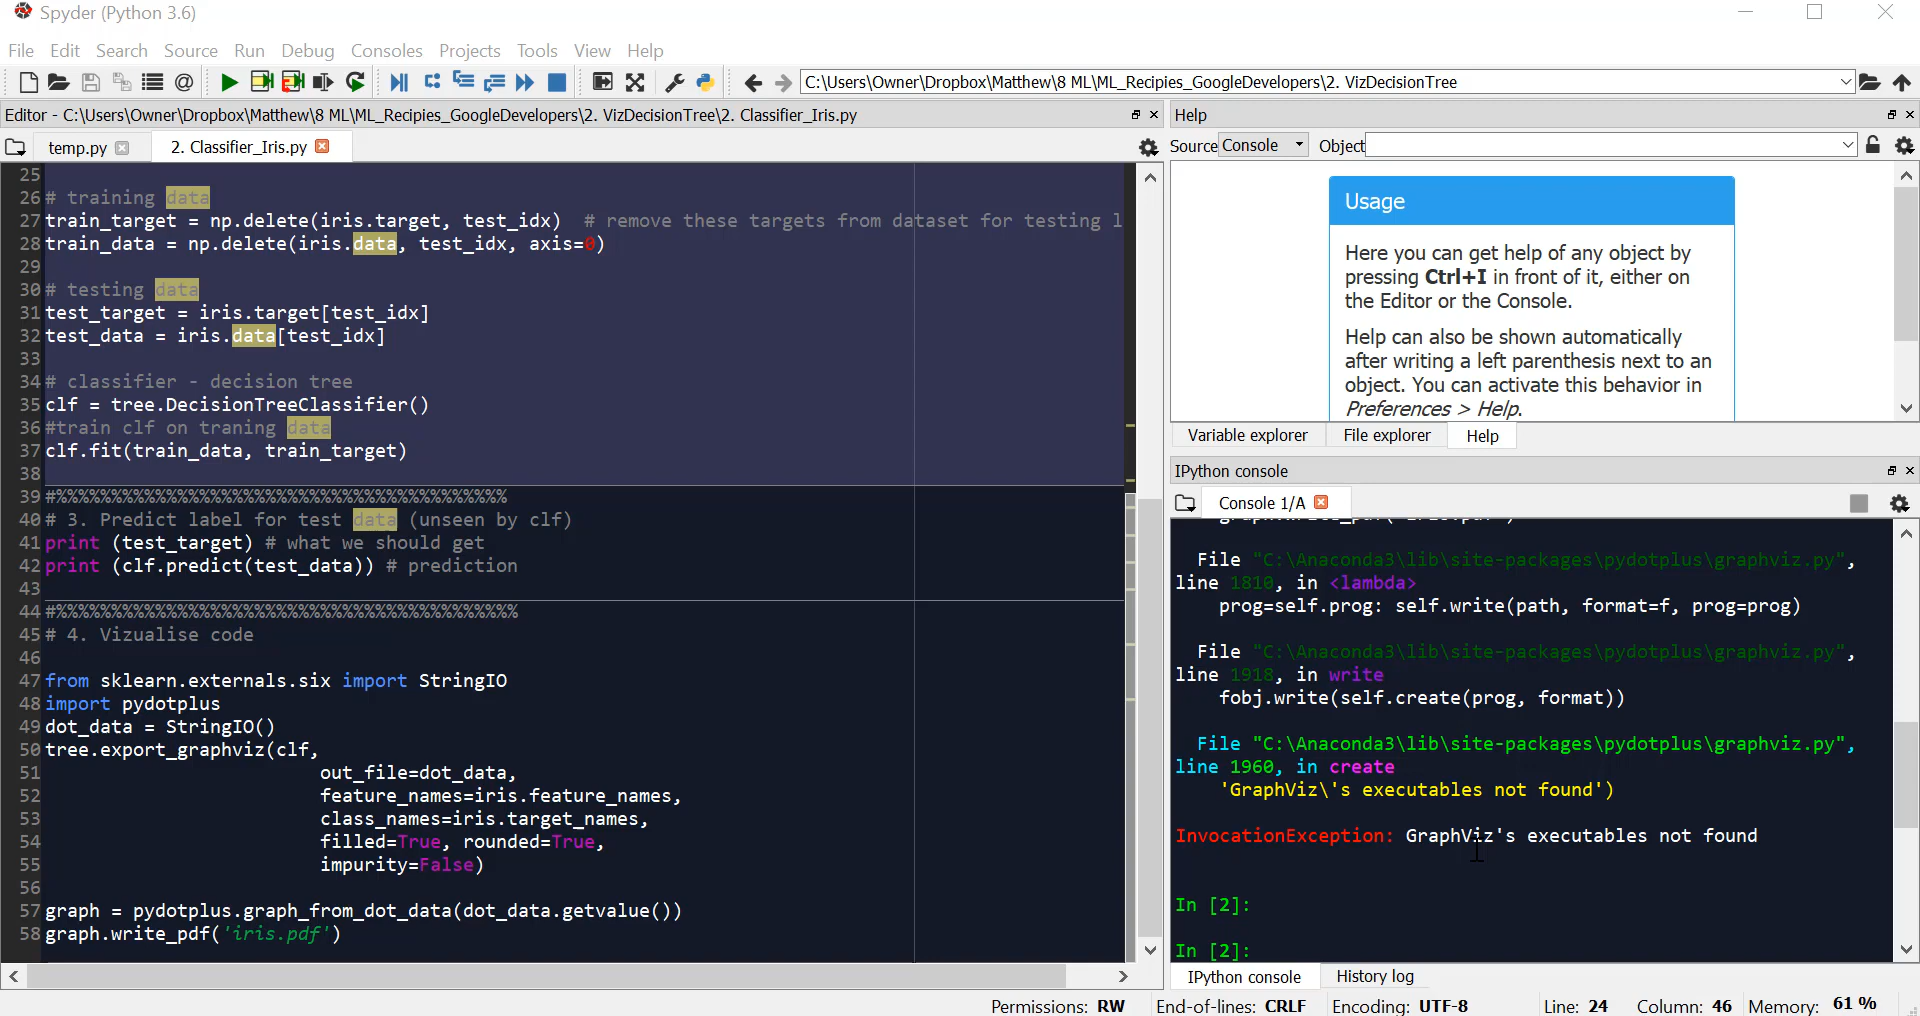 Spyder (Python 3.6)
File Edit Search Source Run Debug Consoles Projects Tools View Help
C:\Users\Owner\Dropbox\Matthew\8 ML\ML_Recipies_GoogleDevelopers\2. VizDecisionTree
Editor - C:\Users\Owner\Dropbox\Matthew\8 ML\ML_Recipies_GoogleDevelopers\2. VizDecisionTree\2. Classifier_Iris.py
temp.py 2. Classifier_Iris.py
25
26 # training data
27 train_target = np.delete(iris.target, test_idx)  # remove these targets from dataset for testing l
28 train_data = np.delete(iris.data, test_idx, axis=0)
29
30 # testing data
31 test_target = iris.target[test_idx]
32 test_data = iris.data[test_idx]
33
34 # classifier - decision tree
35 clf = tree.DecisionTreeClassifier()
36 #train clf on traning data
37 clf.fit(train_data, train_target)
38
39 #%%%%%%%%%%%%%%%%%%%%%%%%%%%%%%%%%%%%%%%%%
40 # 3. Predict label for test data (unseen by clf)
41 print (test_target) # what we should get
42 print (clf.predict(test_data)) # prediction
43
44 #%%%%%%%%%%%%%%%%%%%%%%%%%%%%%%%%%%%%%%%%%%
45 # 4. Vizualise code
46
47 from sklearn.externals.six import StringIO
48 import pydotplus
49 dot_data = StringIO()
50 tree.export_graphviz(clf,
51 out_file=dot_data,
52 feature_names=iris.feature_names,
53 class_names=iris.target_names,
54 filled=True, rounded=True,
55 impurity=False)
56
57 graph = pydotplus.graph_from_dot_data(dot_data.getvalue())
58 graph.write_pdf('iris.pdf')
Help
Source Console Object
Usage
Here you can get help of any object by
pressing Ctrl+I in front of it, either on
the Editor or the Console.
Help can also be shown automatically
after writing a left parenthesis next to an
object. You can activate this behavior in
Preferences > Help.
Variable explorer File explorer Help
IPython console
Console 1/A
File "C:\Anaconda3\lib\site-packages\pydotplus\graphviz.py",
line 1810, in <lambda>
prog=self.prog: self.write(path, format=f, prog=prog)
File "C:\Anaconda3\lib\site-packages\pydotplus\graphviz.py",
line 1918, in write
fobj.write(self.create(prog, format))
File "C:\Anaconda3\lib\site-packages\pydotplus\graphviz.py",
line 1960, in create
'GraphViz\'s executables not found')
InvocationException: GraphViz's executables not found
In [2]:
In [2]:
IPython console History log
Permissions: RW End-of-lines: CRLF Encoding: UTF-8 Line: 24 Column: 46 Memory: 61 %